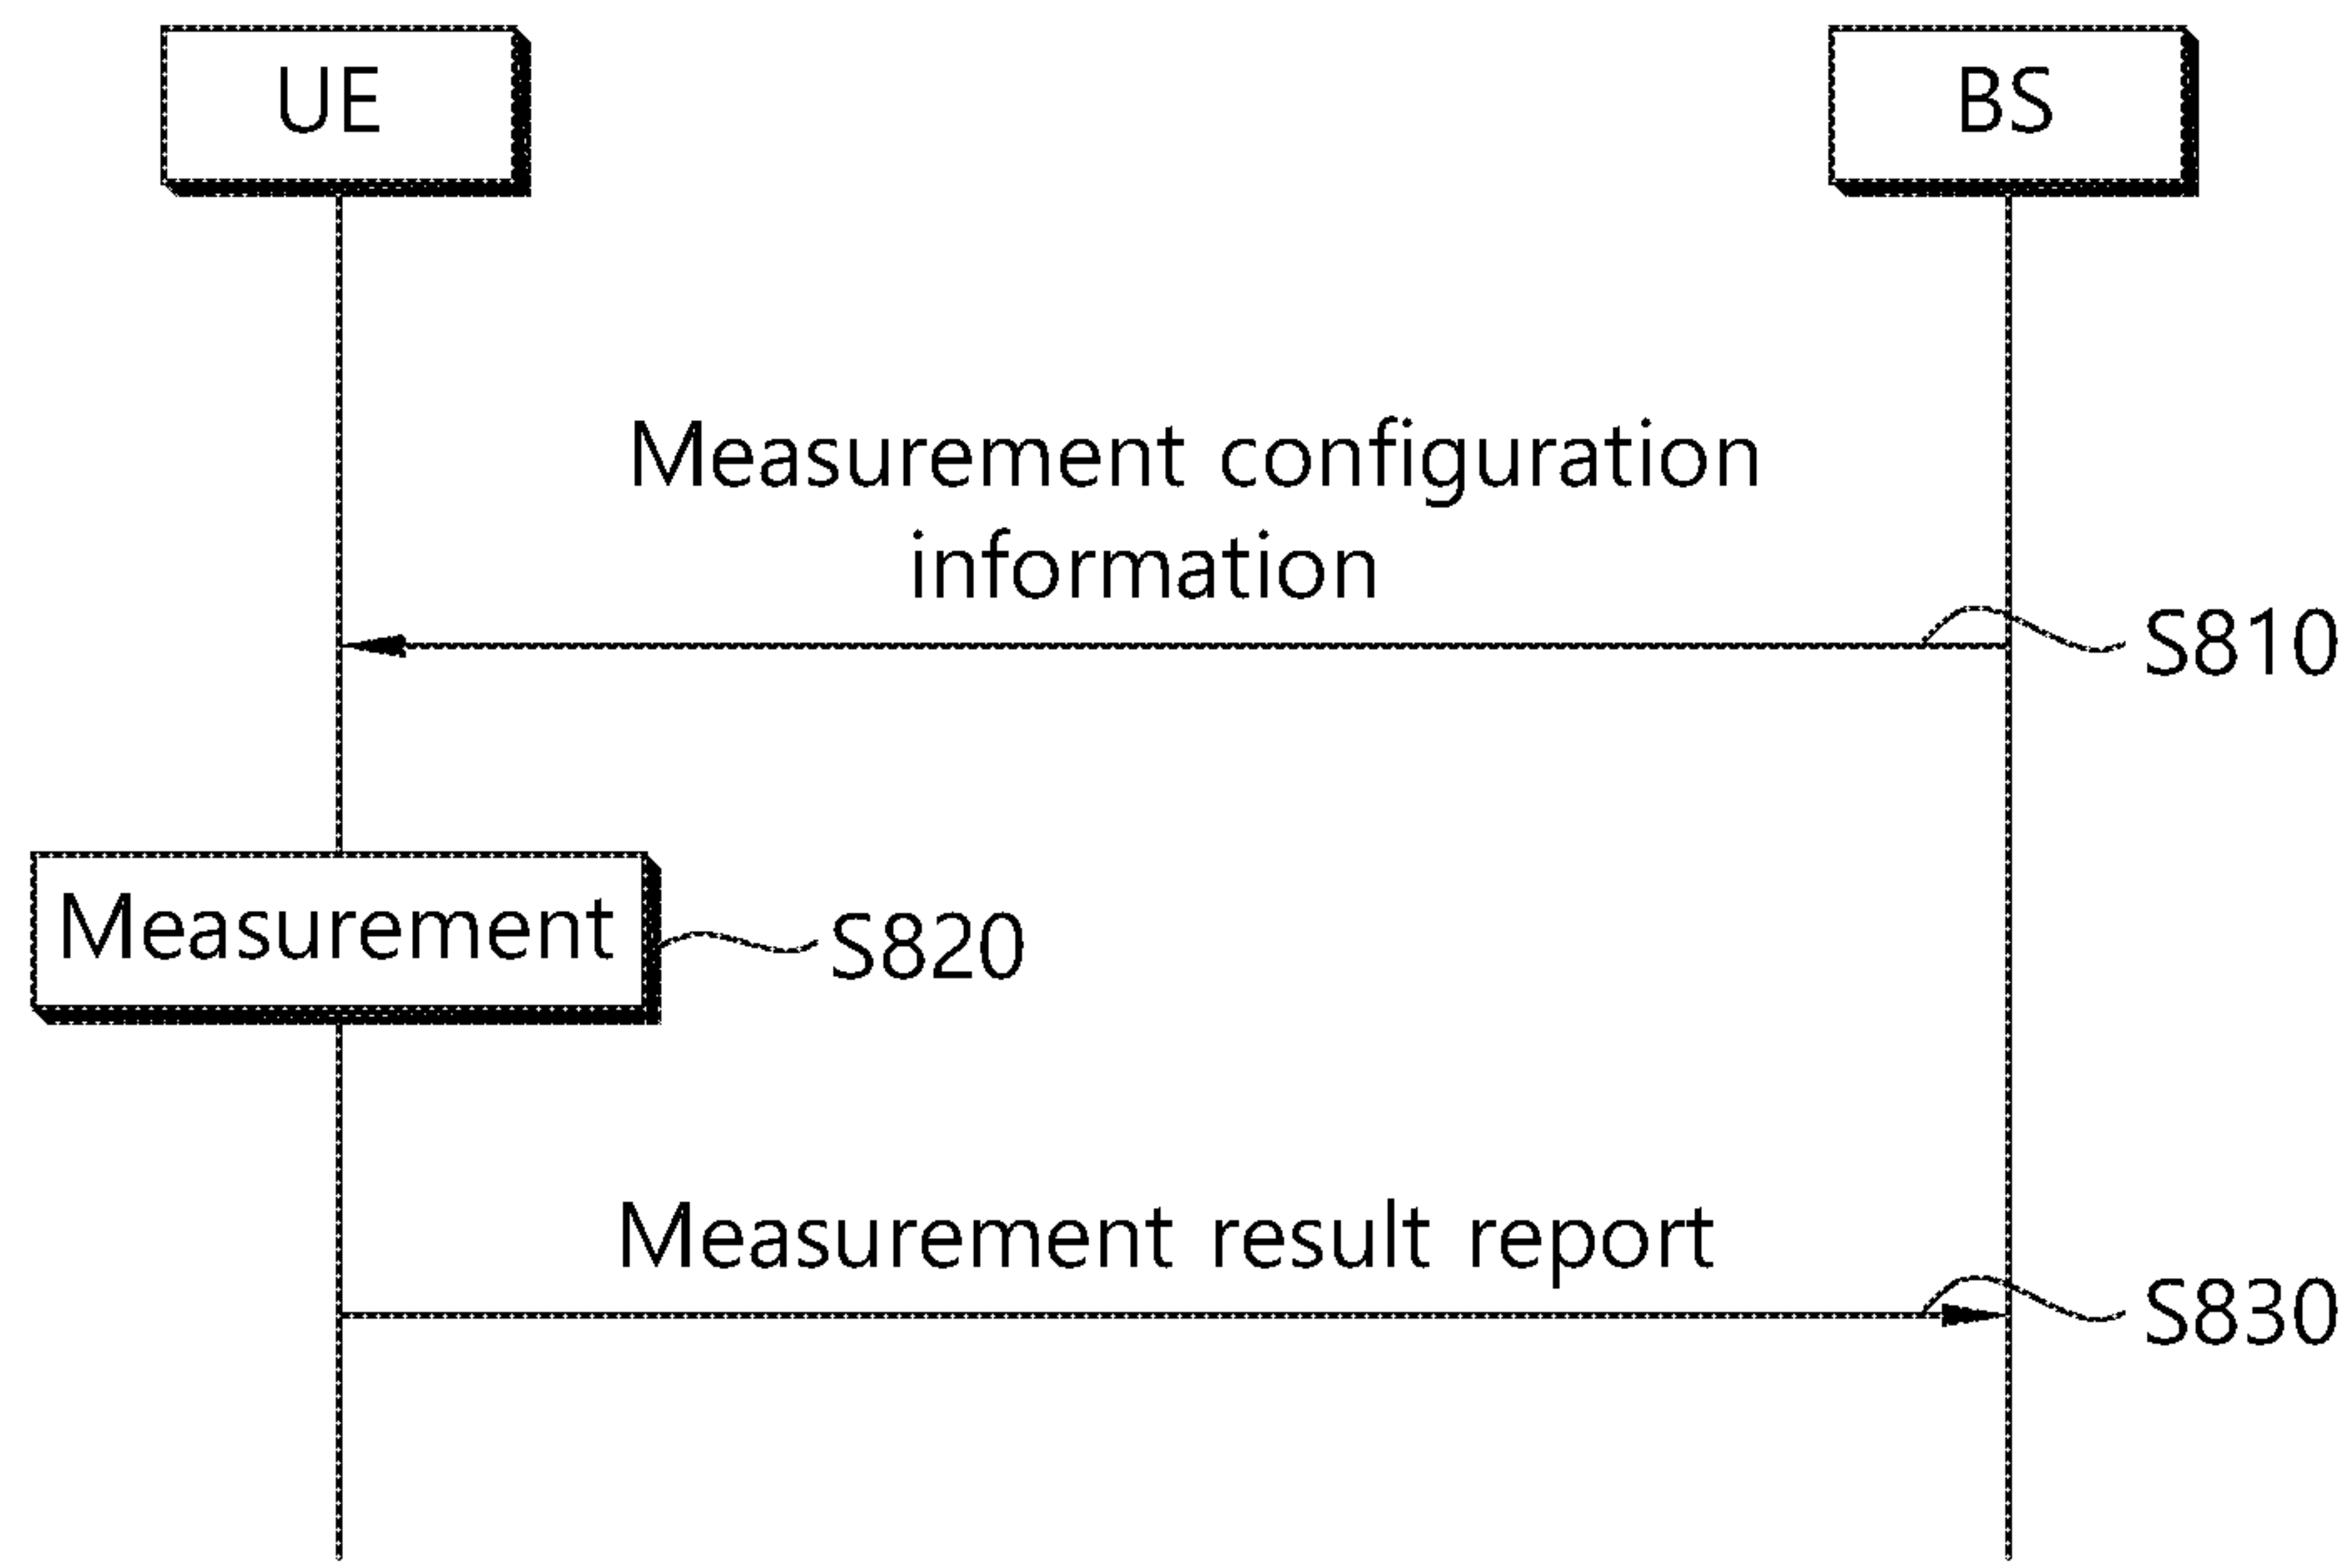 UE
BS
Measurement configuration
information
S810
Measurement
S820
Measurement result report
S830